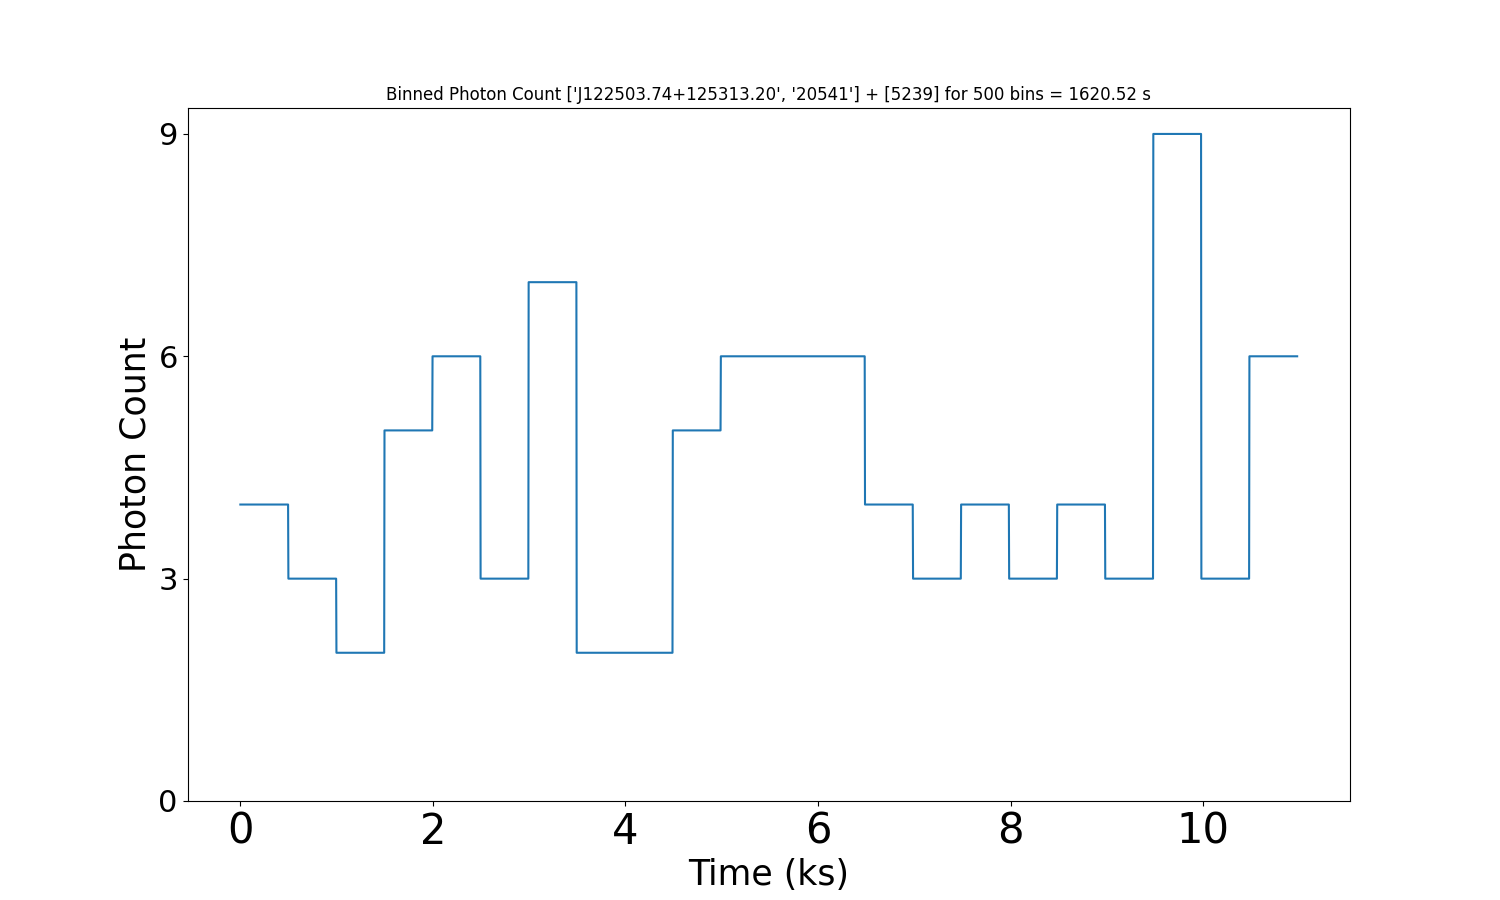 Binned Photon Count ['J122503.74+125313.20', '20541'] + [5239] for 500 bins = 1620.52 s
9
6
3
0
Photon Count
0 2 4 6 8 10
Time (ks)